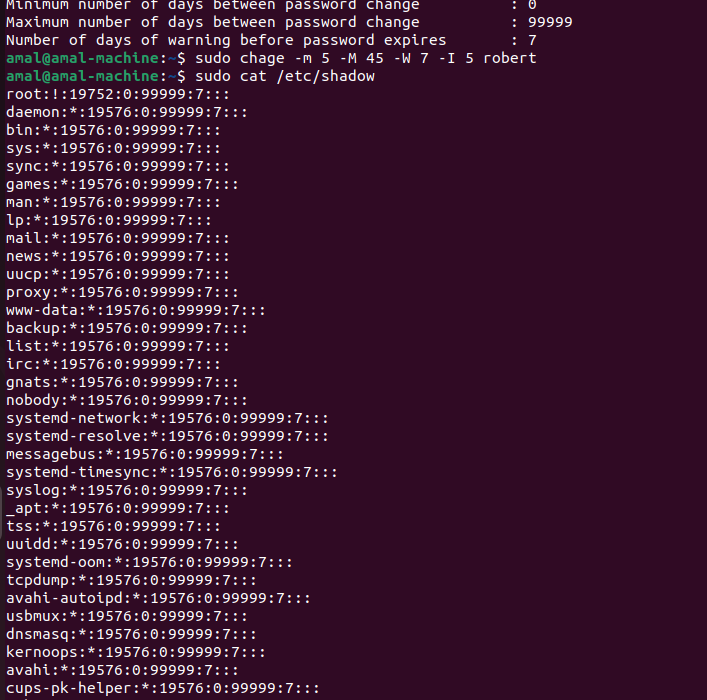 Minimum number of days between password change          : 0
Maximum number of days between password change          : 99999
Number of days of warning before password expires       : 7
amal@amal-machine:~$ sudo chage -m 5 -M 45 -W 7 -I 5 robert
amal@amal-machine:~$ sudo cat /etc/shadow
root:!:19752:0:99999:7:::
daemon:*:19576:0:99999:7:::
bin:*:19576:0:99999:7:::
sys:*:19576:0:99999:7:::
sync:*:19576:0:99999:7:::
games:*:19576:0:99999:7:::
man:*:19576:0:99999:7:::
lp:*:19576:0:99999:7:::
mail:*:19576:0:99999:7:::
news:*:19576:0:99999:7:::
uucp:*:19576:0:99999:7:::
proxy:*:19576:0:99999:7:::
www-data:*:19576:0:99999:7:::
backup:*:19576:0:99999:7:::
list:*:19576:0:99999:7:::
irc:*:19576:0:99999:7:::
gnats:*:19576:0:99999:7:::
nobody:*:19576:0:99999:7:::
systemd-network:*:19576:0:99999:7:::
systemd-resolve:*:19576:0:99999:7:::
messagebus:*:19576:0:99999:7:::
systemd-timesync:*:19576:0:99999:7:::
syslog:*:19576:0:99999:7:::
_apt:*:19576:0:99999:7:::
tss:*:19576:0:99999:7:::
uuidd:*:19576:0:99999:7:::
systemd-oom:*:19576:0:99999:7:::
tcpdump:*:19576:0:99999:7:::
avahi-autoipd:*:19576:0:99999:7:::
usbmux:*:19576:0:99999:7:::
dnsmasq:*:19576:0:99999:7:::
kernoops:*:19576:0:99999:7:::
avahi:*:19576:0:99999:7:::
cups-pk-helper:*:19576:0:99999:7:::